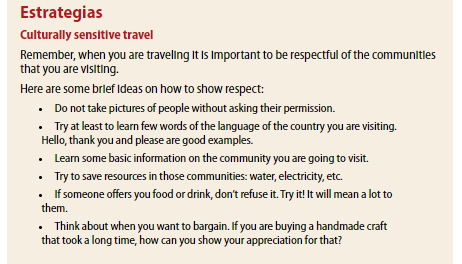 Estrategias
Culturally sensitive travel
Remember, when you are traveling it is important to be respectful of the communities
that you are visiting.
Here are some brief ideas on how to show respect:
• Do not take pictures of people without asking their permission.
• Try at least to learn few words of the language of the country you are visiting.
Hello, thank you and please are good examples.
• Learn some basic information on the community you are going to visit.
• Try to save resources in those communities: water, electricity, etc.
• If someone offers you food or drink, don't refuse it. Try it! It will mean a lot to
them.
• Think about when you want to bargain. If you are buying a handmade craft
that took a long time, how can you show your appreciation for that?